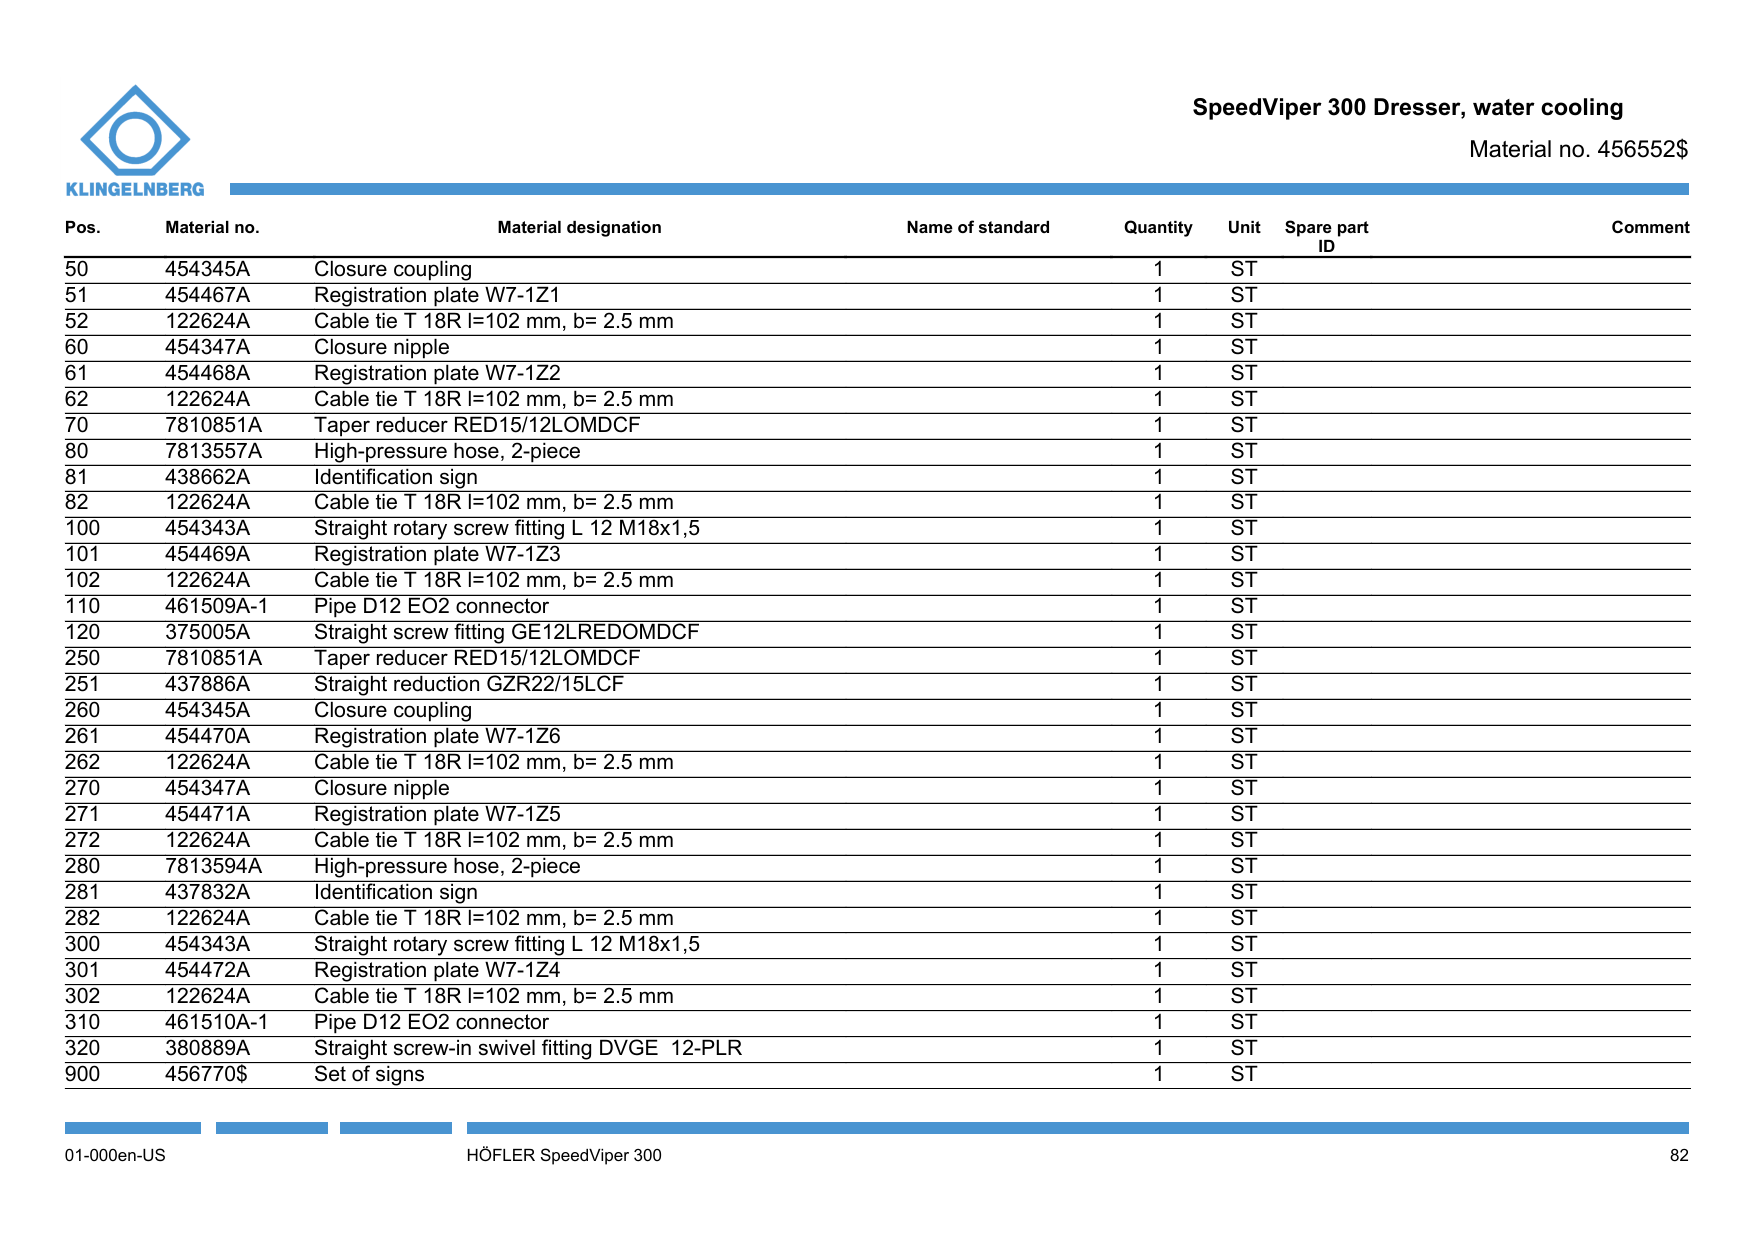 SpeedViper 300 Dresser, water cooling
Material no. 456552$
KLINGELNBERG
Pos. Material no. Material designation Name of standard Quantity Unit Spare part ID Comment
50 454345A Closure coupling 1 ST
51 454467A Registration plate W7-1Z1 1 ST
52 122624A Cable tie T 18R l=102 mm, b= 2.5 mm 1 ST
60 454347A Closure nipple 1 ST
61 454468A Registration plate W7-1Z2 1 ST
62 122624A Cable tie T 18R l=102 mm, b= 2.5 mm 1 ST
70 7810851A Taper reducer RED15/12LOMDCF 1 ST
80 7813557A High-pressure hose, 2-piece 1 ST
81 438662A Identification sign 1 ST
82 122624A Cable tie T 18R l=102 mm, b= 2.5 mm 1 ST
100 454343A Straight rotary screw fitting L 12 M18x1,5 1 ST
101 454469A Registration plate W7-1Z3 1 ST
102 122624A Cable tie T 18R l=102 mm, b= 2.5 mm 1 ST
110 461509A-1 Pipe D12 EO2 connector 1 ST
120 375005A Straight screw fitting GE12LREDOMDCF 1 ST
250 7810851A Taper reducer RED15/12LOMDCF 1 ST
251 437886A Straight reduction GZR22/15LCF 1 ST
260 454345A Closure coupling 1 ST
261 454470A Registration plate W7-1Z6 1 ST
262 122624A Cable tie T 18R l=102 mm, b= 2.5 mm 1 ST
270 454347A Closure nipple 1 ST
271 454471A Registration plate W7-1Z5 1 ST
272 122624A Cable tie T 18R l=102 mm, b= 2.5 mm 1 ST
280 7813594A High-pressure hose, 2-piece 1 ST
281 437832A Identification sign 1 ST
282 122624A Cable tie T 18R l=102 mm, b= 2.5 mm 1 ST
300 454343A Straight rotary screw fitting L 12 M18x1,5 1 ST
301 454472A Registration plate W7-1Z4 1 ST
302 122624A Cable tie T 18R l=102 mm, b= 2.5 mm 1 ST
310 461510A-1 Pipe D12 EO2 connector 1 ST
320 380889A Straight screw-in swivel fitting DVGE  12-PLR 1 ST
900 456770$ Set of signs 1 ST
01-000en-US HÖFLER SpeedViper 300 82